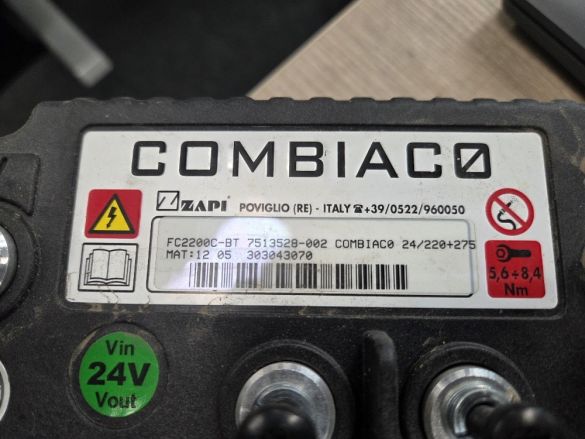 COMBIAC0
ZAPI® POVIGLIO (RE) - ITALY ☎+39/0522/960050
FC2200C-BT 7513528-002 COMBIAC0 24/220+275
MAT:12 05 303043070
5,6÷8,4
Nm
Vin
24V
Vout